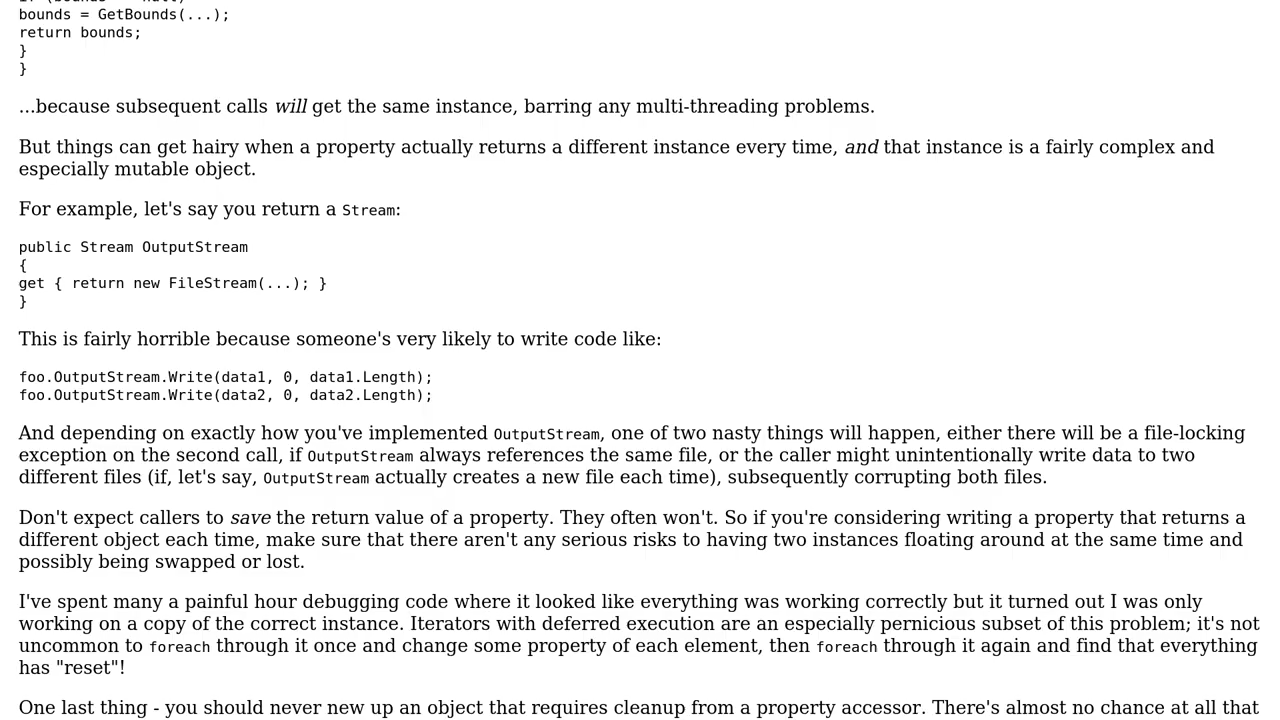 bounds = GetBounds(...);
return bounds;
}
}
...because subsequent calls will get the same instance, barring any multi-threading problems.
But things can get hairy when a property actually returns a different instance every time, and that instance is a fairly complex and
especially mutable object.
For example, let's say you return a Stream:
public Stream OutputStream
{
get { return new FileStream(...); }
}
This is fairly horrible because someone's very likely to write code like:
foo.OutputStream.Write(data1, 0, data1.Length);
foo.OutputStream.Write(data2, 0, data2.Length);
And depending on exactly how you've implemented OutputStream, one of two nasty things will happen, either there will be a file-locking
exception on the second call, if OutputStream always references the same file, or the caller might unintentionally write data to two
different files (if, let's say, OutputStream actually creates a new file each time), subsequently corrupting both files.
Don't expect callers to save the return value of a property. They often won't. So if you're considering writing a property that returns a
different object each time, make sure that there aren't any serious risks to having two instances floating around at the same time and
possibly being swapped or lost.
I've spent many a painful hour debugging code where it looked like everything was working correctly but it turned out I was only
working on a copy of the correct instance. Iterators with deferred execution are an especially pernicious subset of this problem; it's not
uncommon to foreach through it once and change some property of each element, then foreach through it again and find that everything
has "reset"!
One last thing - you should never new up an object that requires cleanup from a property accessor. There's almost no chance at all that